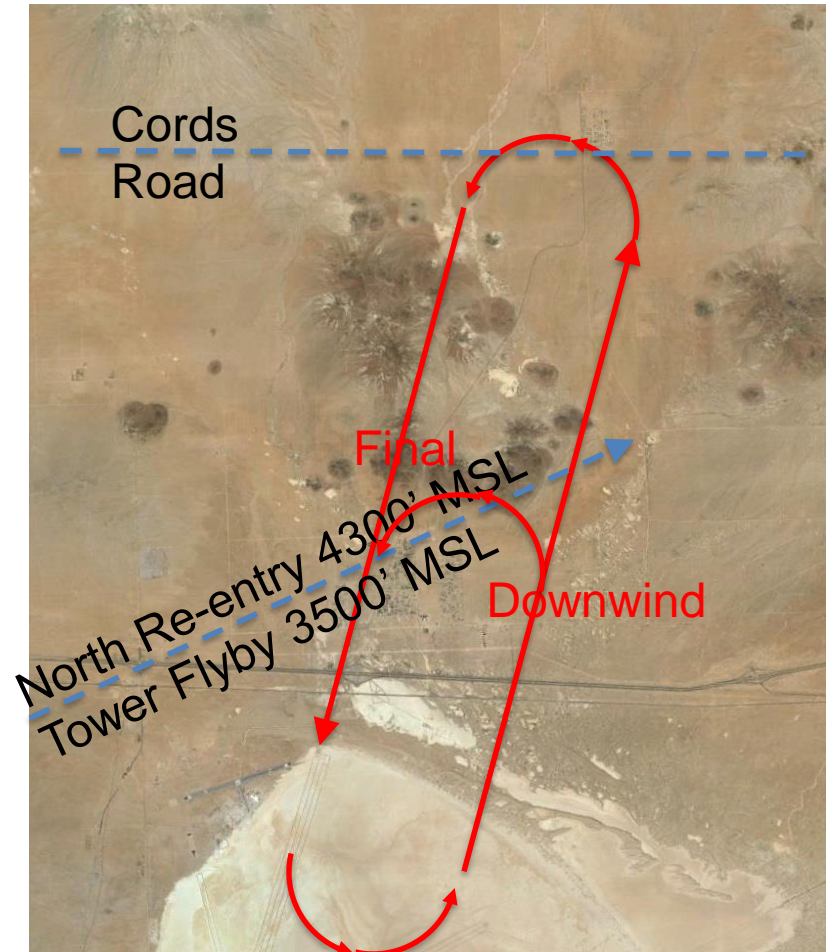 Cords
Road
Final
North Re-entry 4300’ MSL
Tower Flyby 3500’ MSL
Downwind